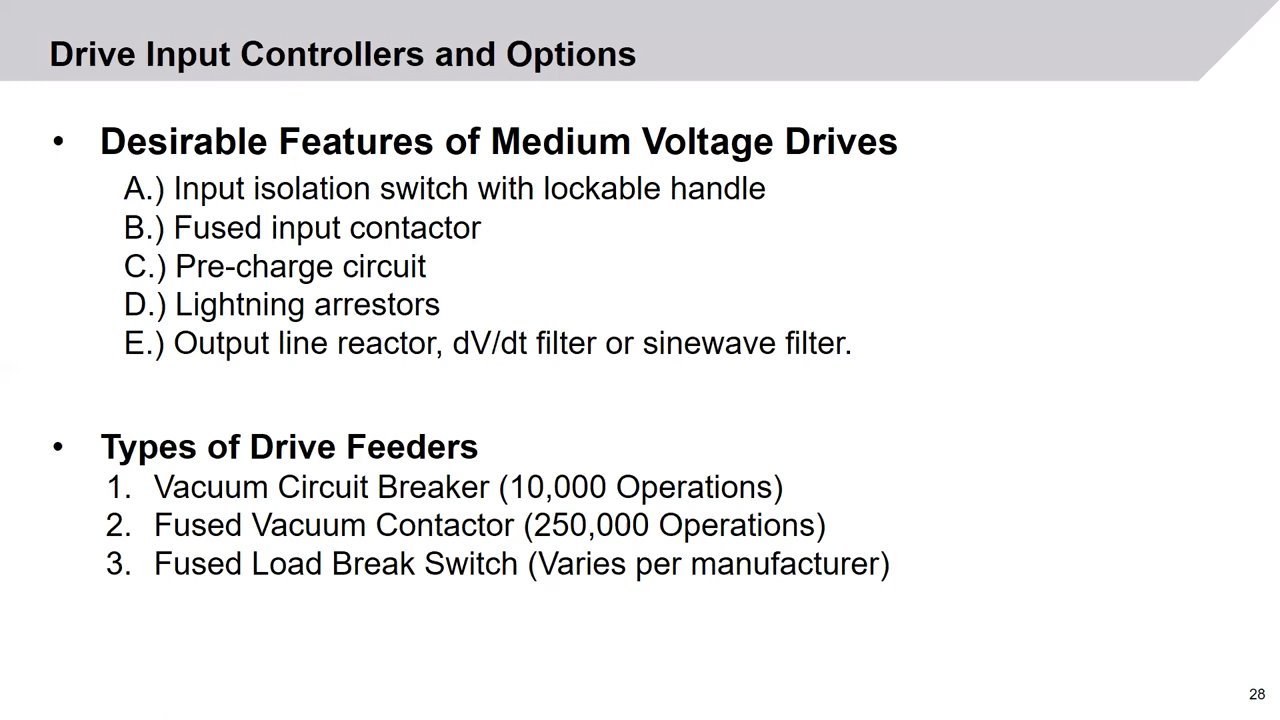 Drive Input Controllers and Options
• Desirable Features of Medium Voltage Drives
A.) Input isolation switch with lockable handle
B.) Fused input contactor
C.) Pre-charge circuit
D.) Lightning arrestors
E.) Output line reactor, dV/dt filter or sinewave filter.
• Types of Drive Feeders
1. Vacuum Circuit Breaker (10,000 Operations)
2. Fused Vacuum Contactor (250,000 Operations)
3. Fused Load Break Switch (Varies per manufacturer)
28